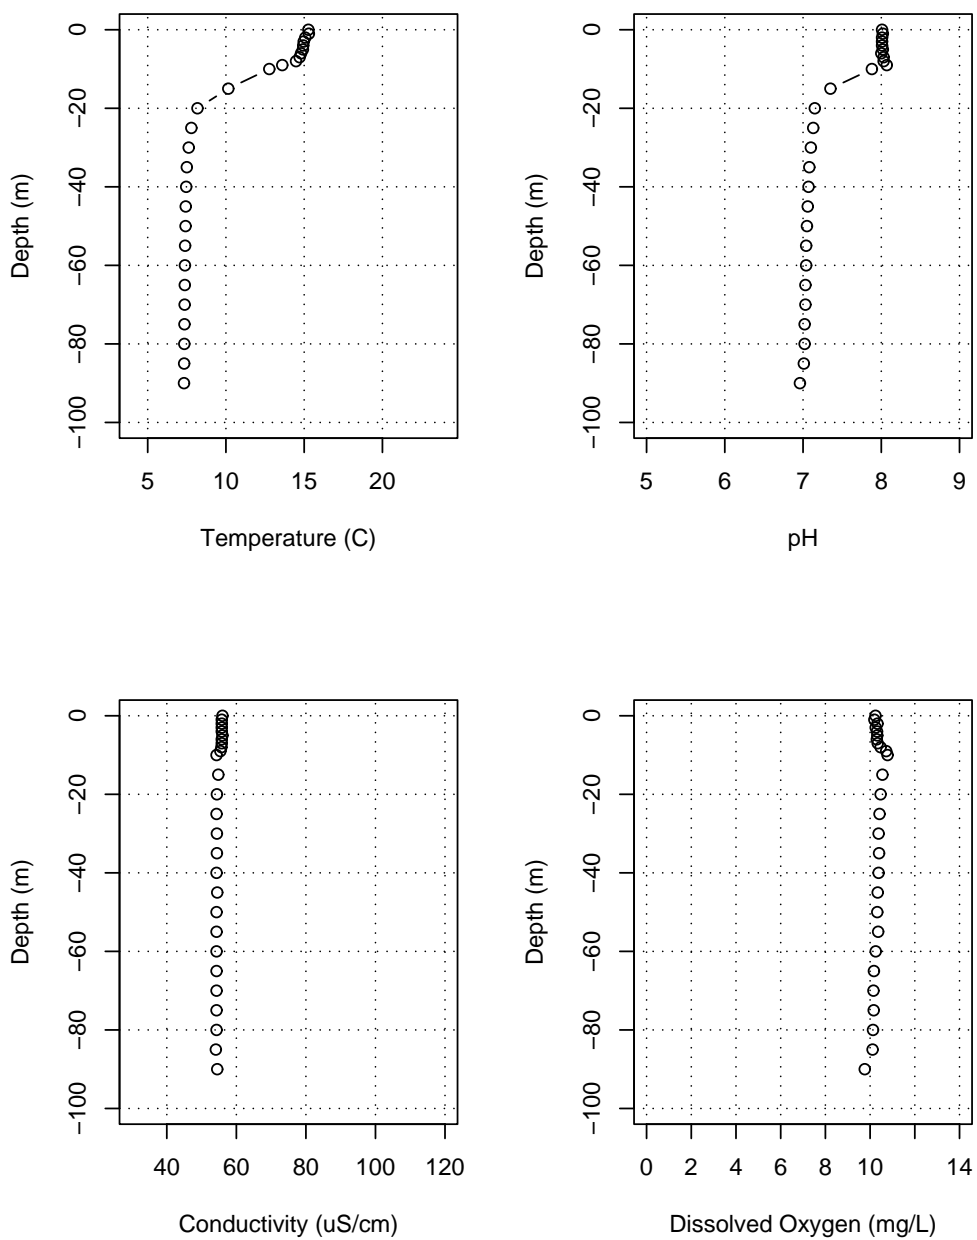 0
−20
−40
−60
−80
−100
Depth (m)
5 10 15 20
Temperature (C)
0
−20
−40
−60
−80
−100
Depth (m)
5 6 7 8 9
pH
0
−20
−40
−60
−80
−100
Depth (m)
40 60 80 100 120
Conductivity (uS/cm)
0
−20
−40
−60
−80
−100
Depth (m)
0 2 4 6 8 10 14
Dissolved Oxygen (mg/L)